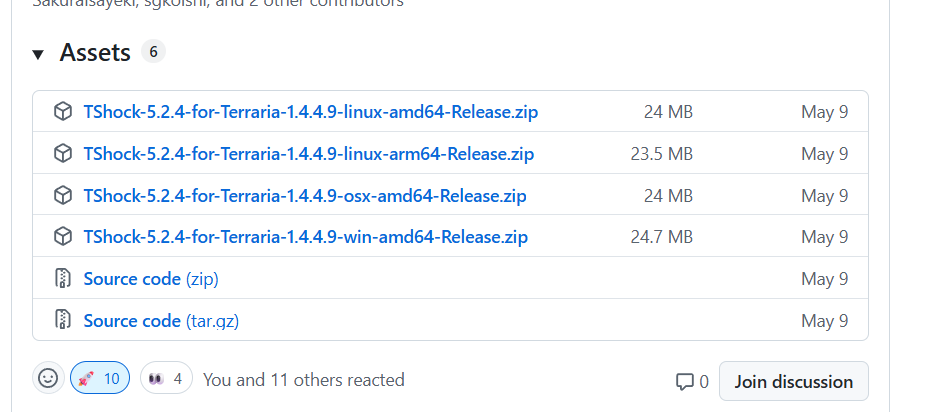 Sakuraisayeki, sgkoishi, and 2 other contributors
Assets 6
TShock-5.2.4-for-Terraria-1.4.4.9-linux-amd64-Release.zip 24 MB May 9
TShock-5.2.4-for-Terraria-1.4.4.9-linux-arm64-Release.zip 23.5 MB May 9
TShock-5.2.4-for-Terraria-1.4.4.9-osx-amd64-Release.zip 24 MB May 9
TShock-5.2.4-for-Terraria-1.4.4.9-win-amd64-Release.zip 24.7 MB May 9
Source code (zip) May 9
Source code (tar.gz) May 9
10 4 You and 11 others reacted 0 Join discussion